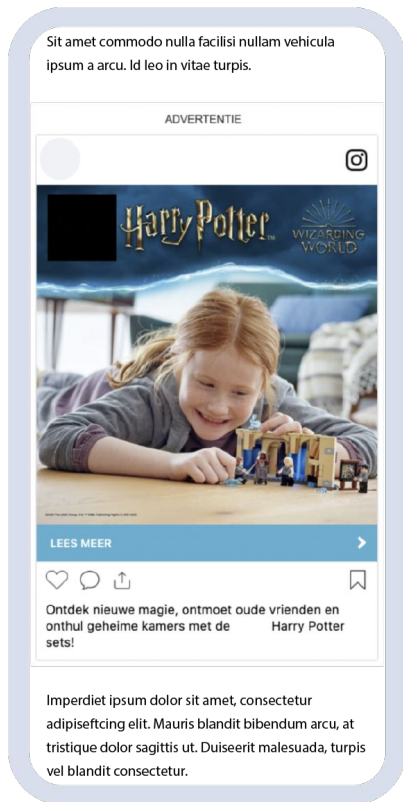 Sit amet commodo nulla facilisi nullam vehicula
ipsum a arcu. Id leo in vitae turpis.
ADVERTENTIE
Harry Potter™
WIZARDING
WORLD
LEES MEER
Ontdek nieuwe magie, ontmoet oude vrienden en
onthul geheime kamers met de Harry Potter
sets!
Imperdiet ipsum dolor sit amet, consectetur
adipiseftcing elit. Mauris blandit bibendum arcu, at
tristique dolor sagittis ut. Duiseerit malesuada, turpis
vel blandit consectetur.